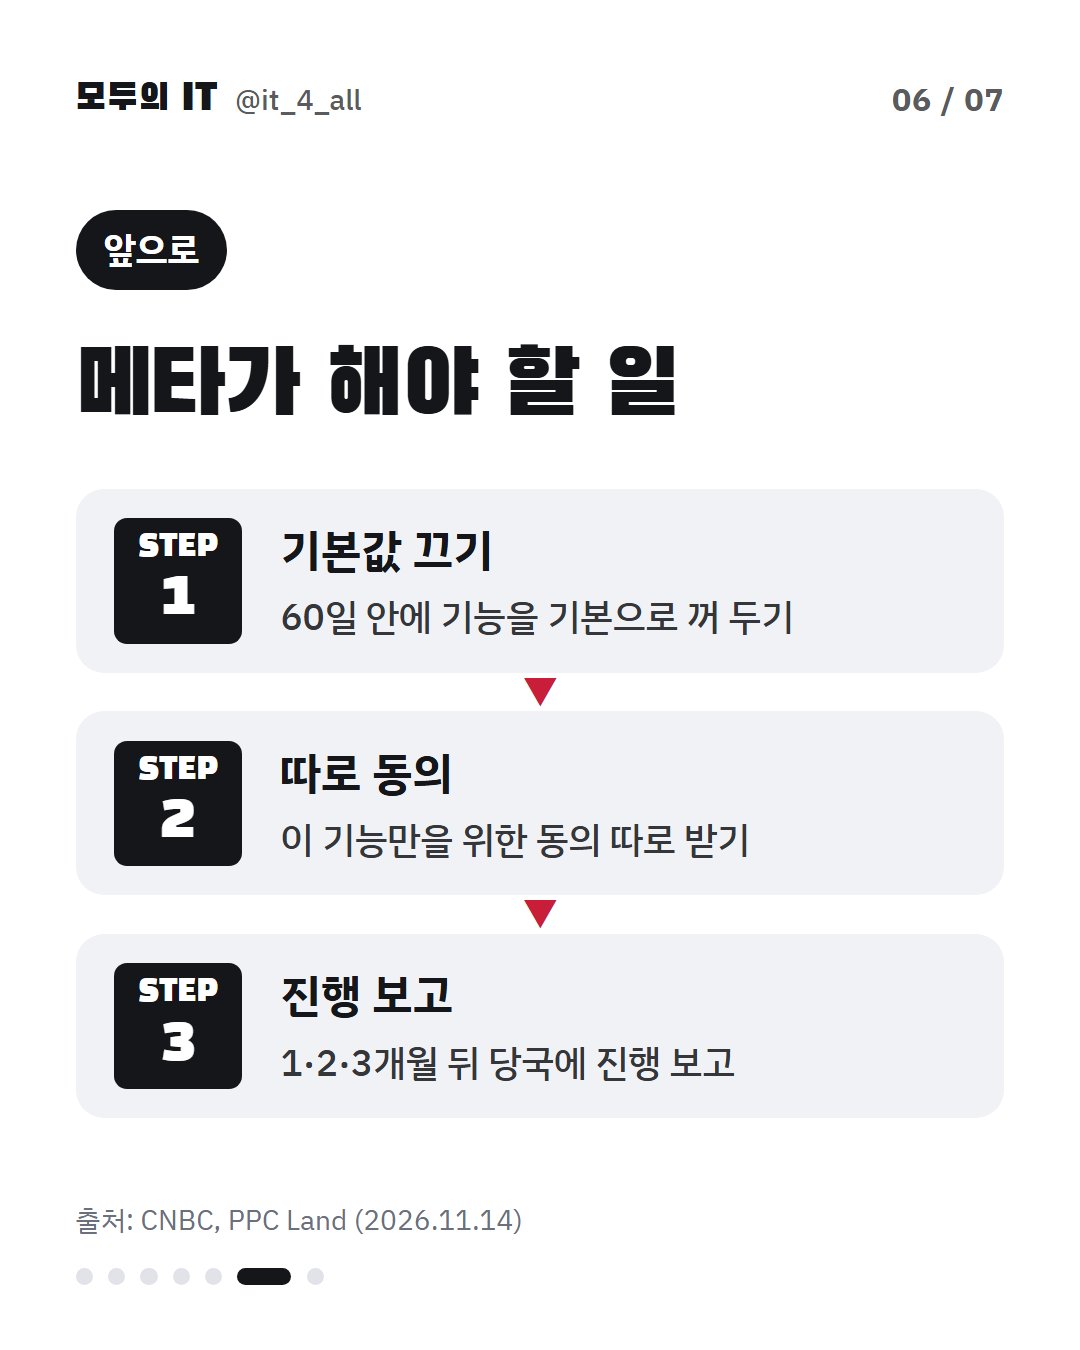 모두의 IT @it_4_all
06 / 07
앞으로
메타가 해야 할 일
STEP
1
기본값 끄기
60일 안에 기능을 기본으로 꺼 두기
STEP
2
따로 동의
이 기능만을 위한 동의 따로 받기
STEP
3
진행 보고
1·2·3개월 뒤 당국에 진행 보고
출처: CNBC, PPC Land (2026.11.14)